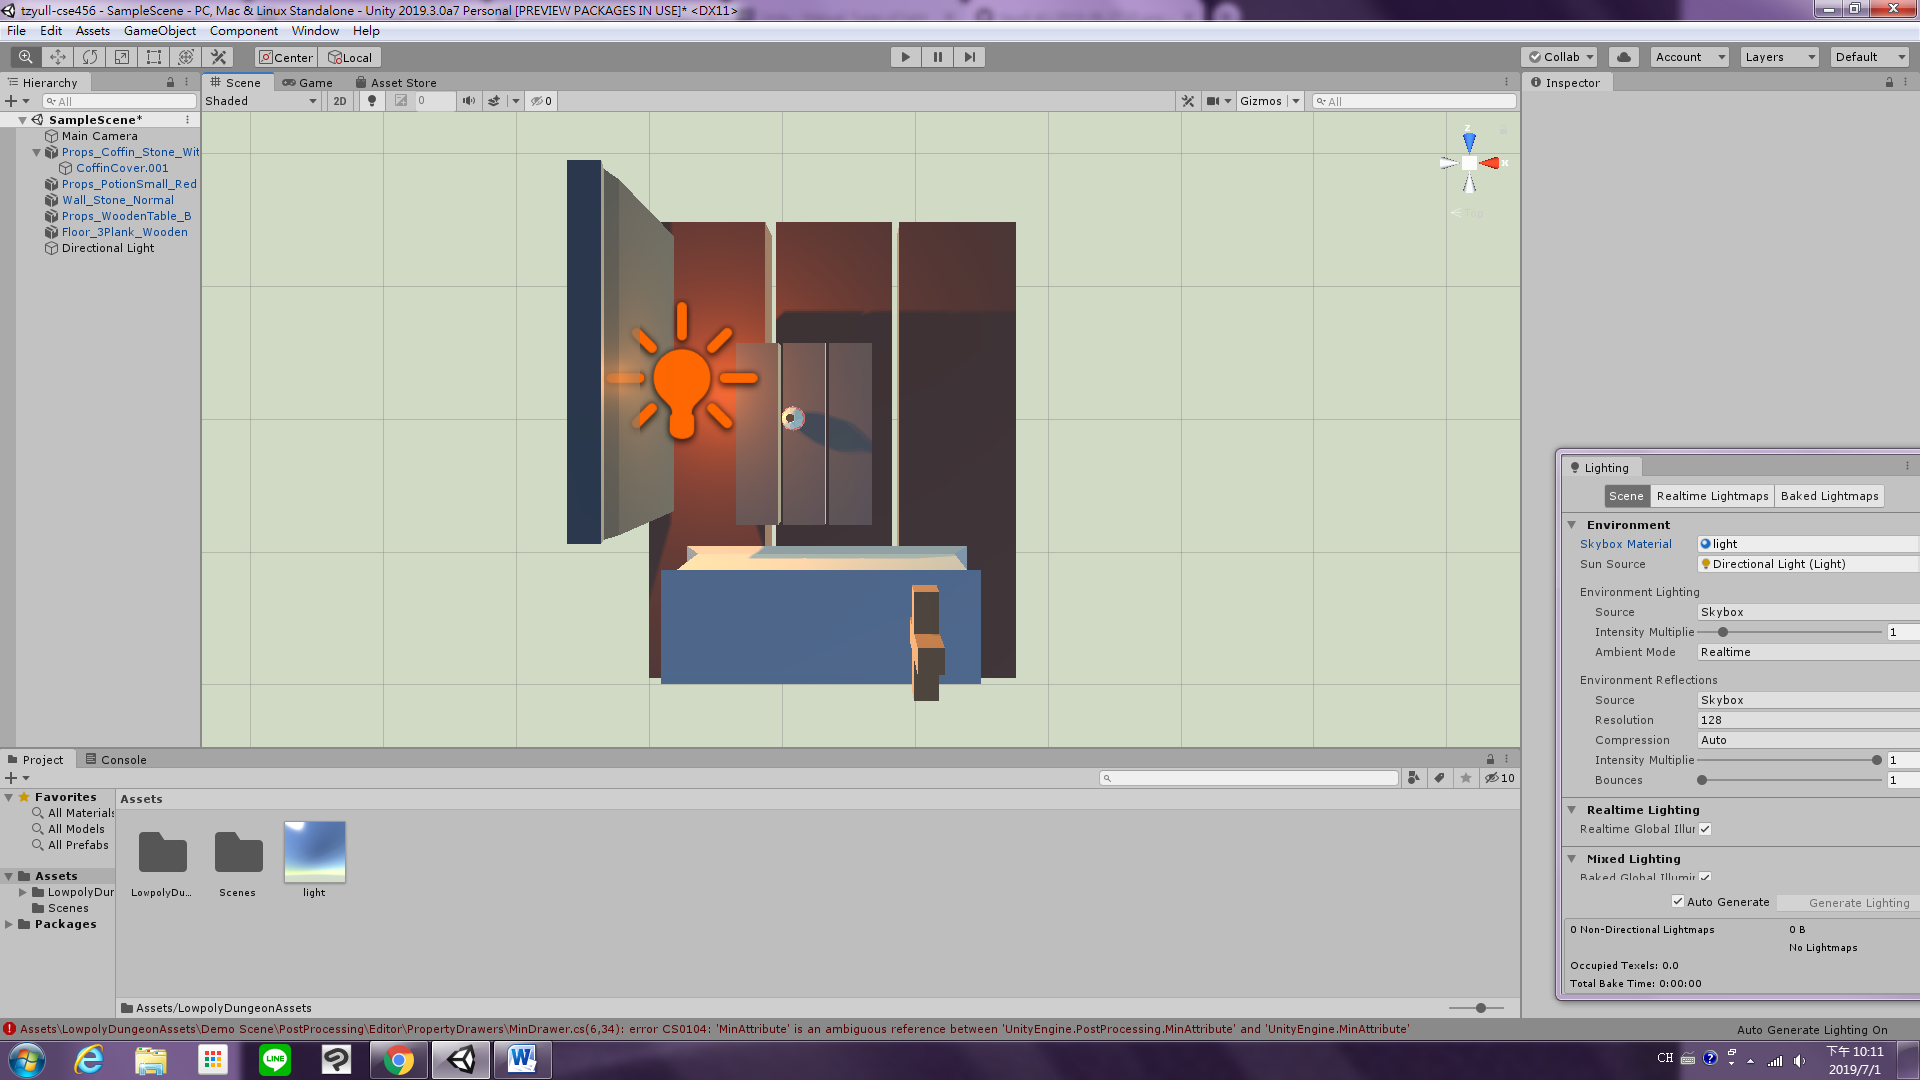 tzyull-cse456 - SampleScene - PC, Mac & Linux Standalone - Unity 2019.3.0a7 Personal [PREVIEW PACKAGES IN USE]* <DX11>
File Edit Assets GameObject Component Window Help
Center Local Collab Account Layers Default
Hierarchy Scene Game Asset Store Inspector
All Shaded 2D 0 0 Gizmos All
SampleScene*
Main Camera
Props_Coffin_Stone_Wit
CoffinCover.001
Props_PotionSmall_Red
Wall_Stone_Normal
Props_WoodenTable_B
Floor_3Plank_Wooden
Directional Light
z
x
Top
Lighting
Scene Realtime Lightmaps Baked Lightmaps
Environment
Skybox Material light
Sun Source Directional Light (Light)
Environment Lighting
Source Skybox
Intensity Multiplie 1
Ambient Mode Realtime
Environment Reflections
Source Skybox
Resolution 128
Compression Auto
Intensity Multiplie 1
Bounces 1
Realtime Lighting
Realtime Global Illur
Mixed Lighting
Baked Global Illumir
Auto Generate Generate Lighting
0 Non-Directional Lightmaps 0 B
No Lightmaps
Occupied Texels: 0.0
Total Bake Time: 0:00:00
Project Console
10
Favorites
All Materials
All Models
All Prefabs
Assets
LowpolyDur
Scenes
Packages
Assets
LowpolyDu...
Scenes
light
Assets/LowpolyDungeonAssets
Assets\LowpolyDungeonAssets\Demo Scene\PostProcessing\Editor\PropertyDrawers\MinDrawer.cs(6,34): error CS0104: 'MinAttribute' is an ambiguous reference between 'UnityEngine.PostProcessing.MinAttribute' and 'UnityEngine.MinAttribute'
Auto Generate Lighting On
LINE
CH
下午 10:11
2019/7/1